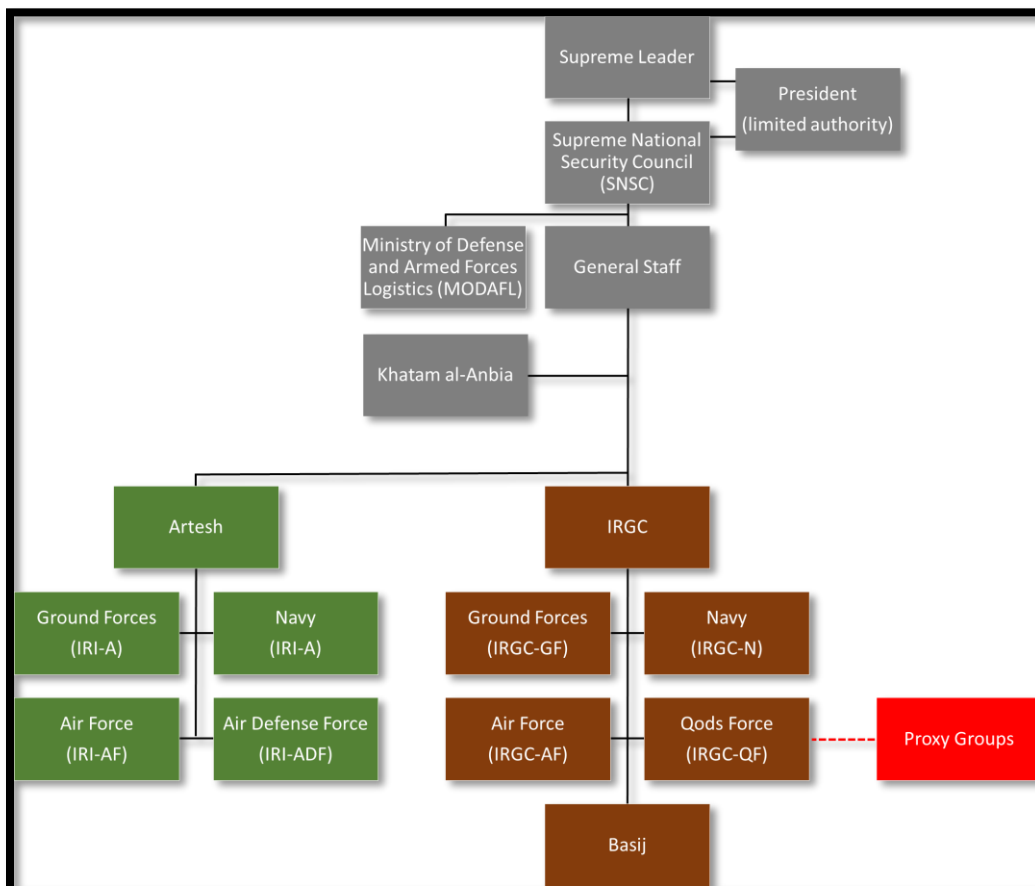 Supreme Leader
President
(limited authority)
Supreme National
Security Council
(SNSC)
Ministry of Defense
and Armed Forces
Logistics (MODAFL)
General Staff
Khatam al-Anbia
Artesh
IRGC
Ground Forces
(IRI-A)
Navy
(IRI-A)
Ground Forces
(IRGC-GF)
Navy
(IRGC-N)
Air Force
(IRI-AF)
Air Defense Force
(IRI-ADF)
Air Force
(IRGC-AF)
Qods Force
(IRGC-QF)
Proxy Groups
Basij